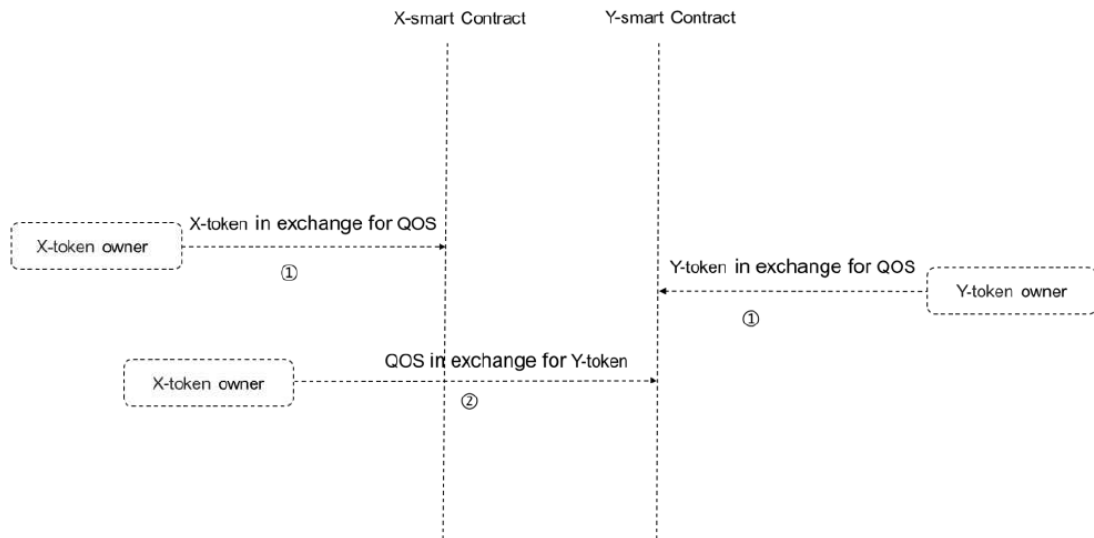 X-smart Contract
Y-smart Contract
X-token in exchange for QOS
X-token owner
①
Y-token in exchange for QOS
Y-token owner
①
QOS in exchange for Y-token
X-token owner
②